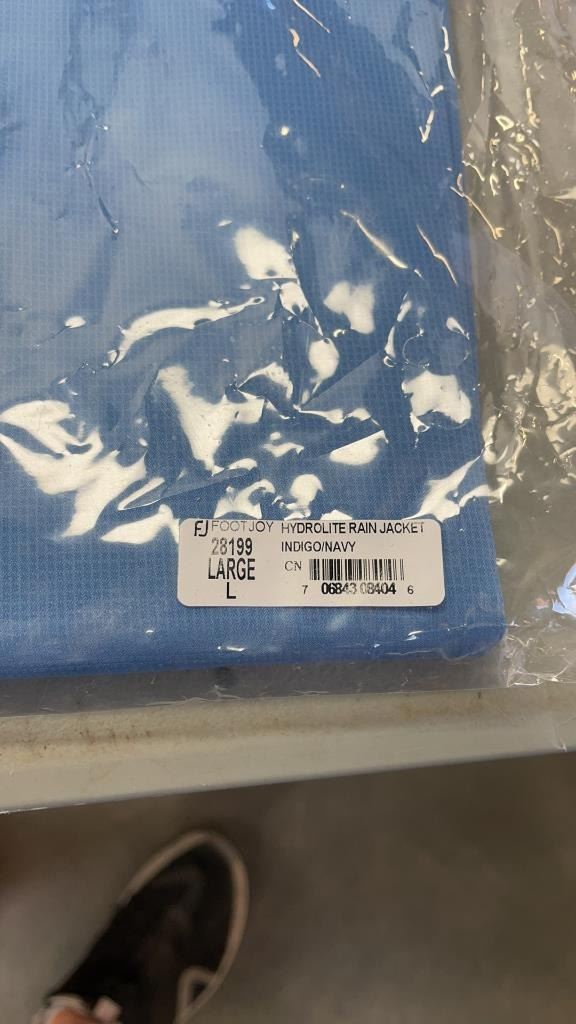 FJ FOOTJOY HYDROLITE RAIN JACKET
28199 INDIGO/NAVY
LARGE CN
L 7 06843 08404 6